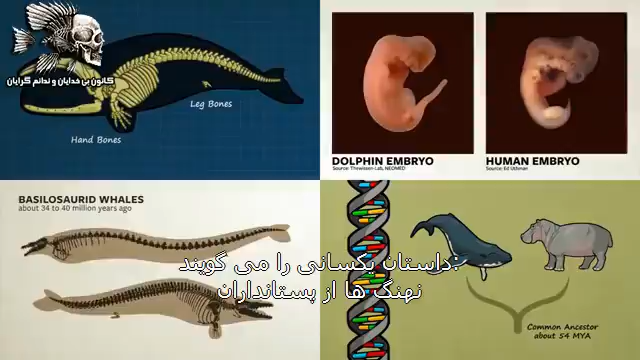 کانون بی خدایان و ندانم گرایان
Leg Bones
Hand Bones
DOLPHIN EMBRYO
Source: Thewissen-Lab, NEOMED
HUMAN EMBRYO
Source: Ed Uthman
BASILOSAURID WHALES
about 34 to 40 million years ago
داستان یکسانی را می گویند:
نهنگ ها از پستانداران
Common Ancestor
about 54 MYA